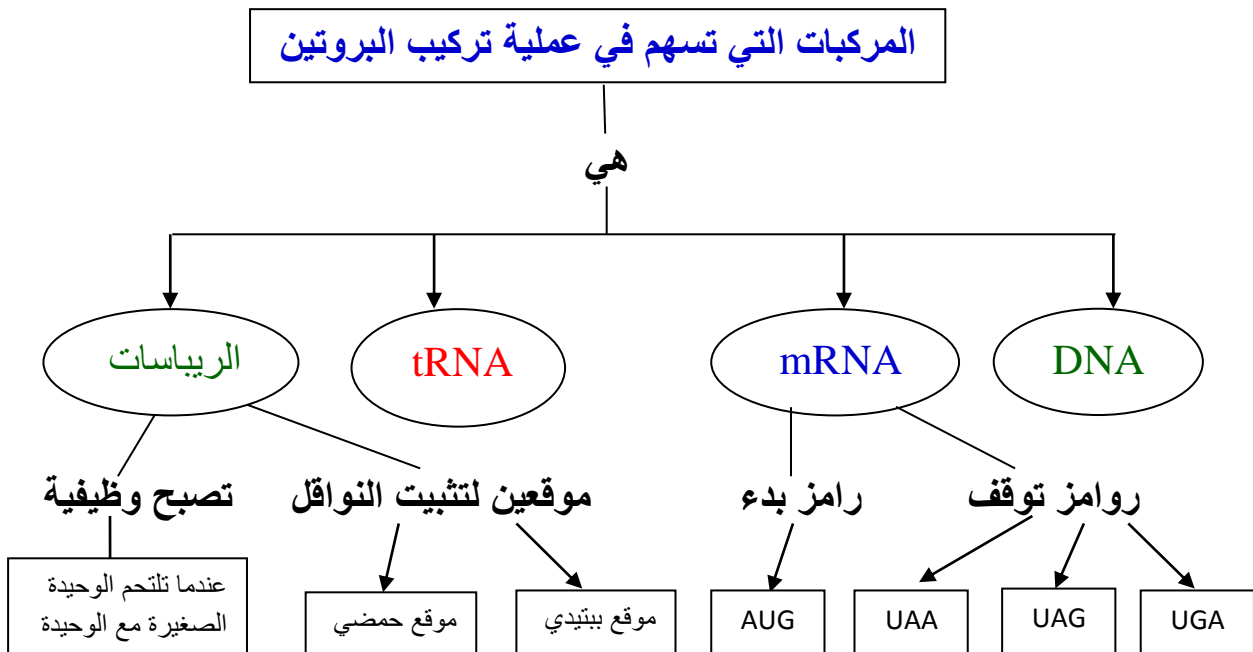 المركبات التي تسهم في عملية تركيب البروتين
هي
DNA
mRNA
tRNA
الريباسات
روامز توقف
رامز بدء
موقعين لتثبيت النواقل
تصبح وظيفية
UGA
UAG
UAA
AUG
موقع ببتيدي
موقع حمضي
عندما تلتحم الوحيدة
الصغيرة مع الوحيدة